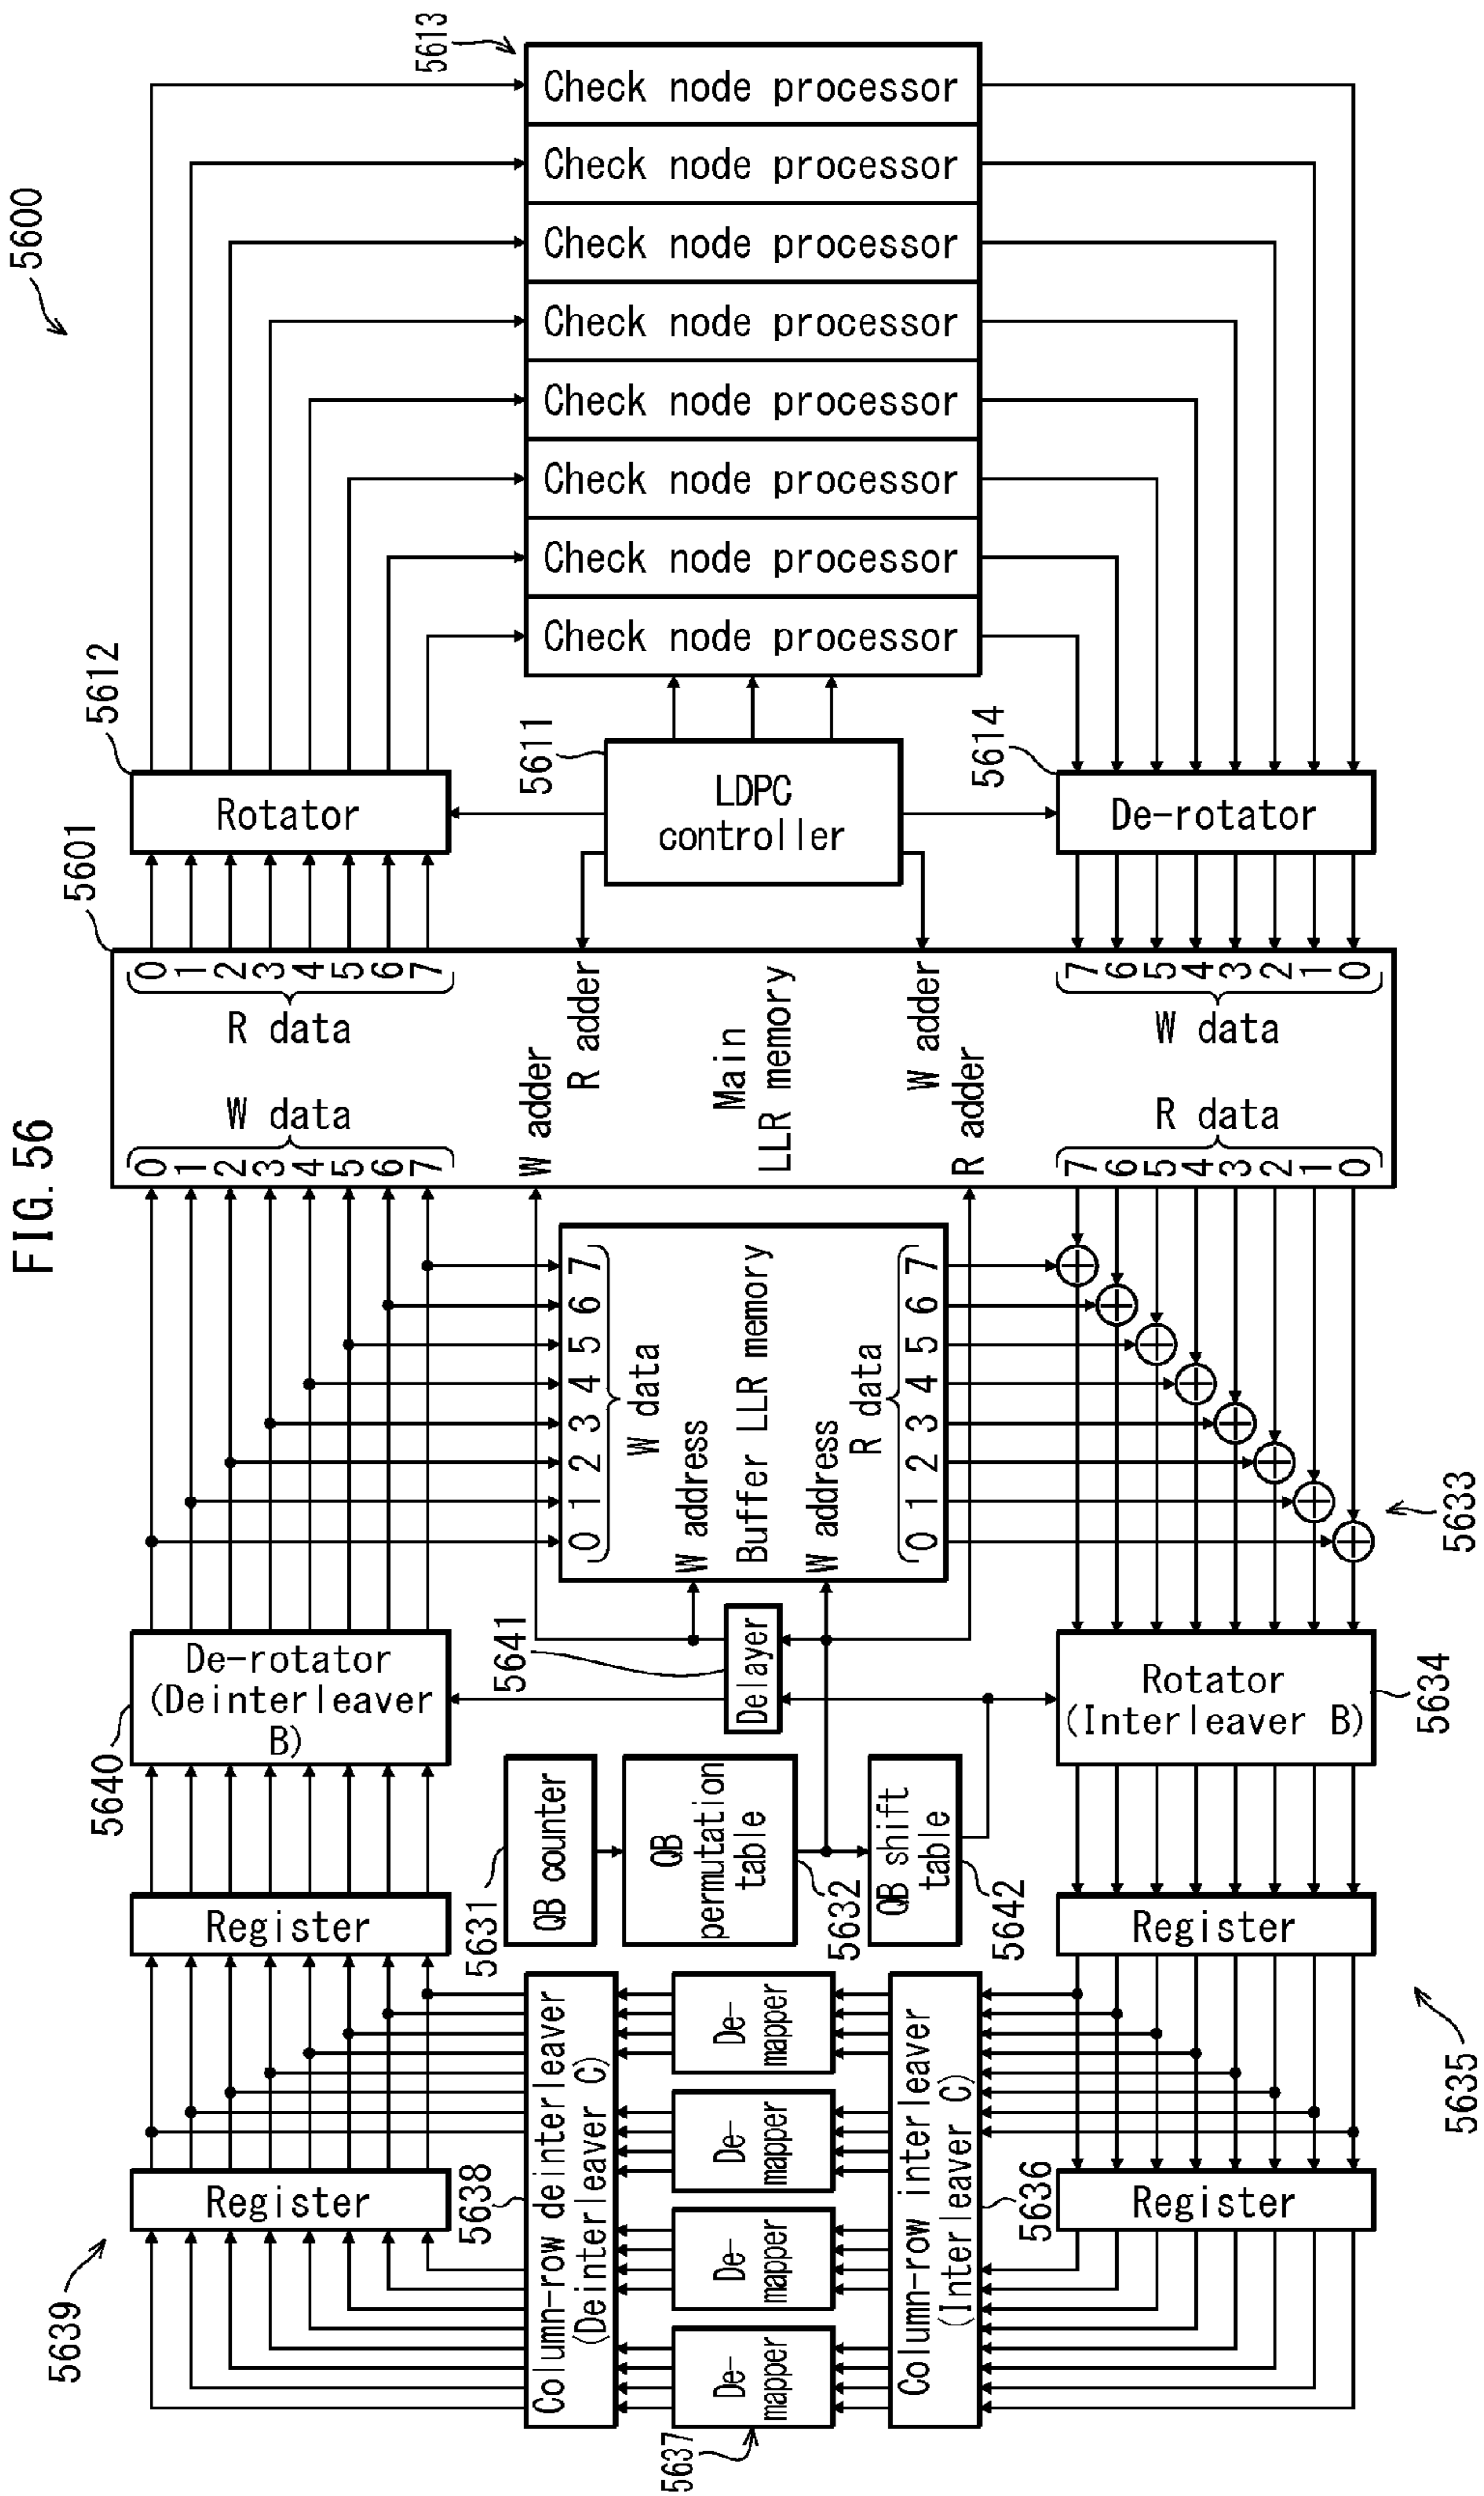 FIG. 56
5600
5613
Check node processor
Check node processor
Check node processor
Check node processor
Check node processor
Check node processor
Check node processor
Check node processor
5612
Rotator
5611
LDPC
controller
5614
De-rotator
5601
0
1
2
3
4
5
6
7
R data
R adder
W adder
7
6
5
4
3
2
1
0
W data
Main
LLR memory
0
1
2
3
4
5
6
7
W data
W adder
R adder
7
6
5
4
3
2
1
0
R data
0 1 2 3 4 5 6 7
W data
W address
Buffer LLR memory
W address
R data
0 1 2 3 4 5 6 7
5633
5641
Delayer
5640
De-rotator
(Deinterleaver
B)
5634
Rotator
(Interleaver B)
5631
QB counter
QB
permutation
table
5632
QB shift
table
5642
Register
Register
5635
5639
Register
Register
5638
Column-row deinterleaver
(Deinterleaver C)
De-
mapper
De-
mapper
De-
mapper
De-
mapper
5637
Column-row interleaver
(Interleaver C)
5636